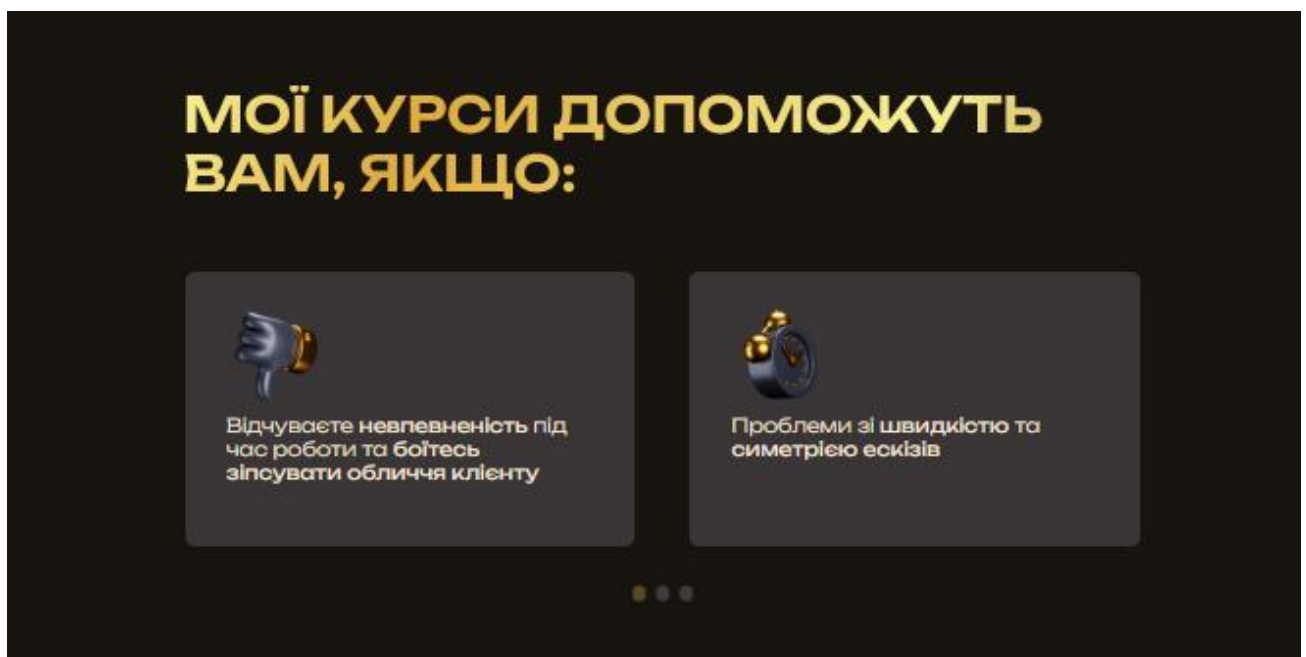 МОЇ КУРСИ ДОПОМОЖУТЬ
ВАМ, ЯКЩО:
Відчуваєте невпевненість під
час роботи та боїтесь
зіпсувати обличчя клієнту
Проблеми зі швидкістю та
симетрією ескізів